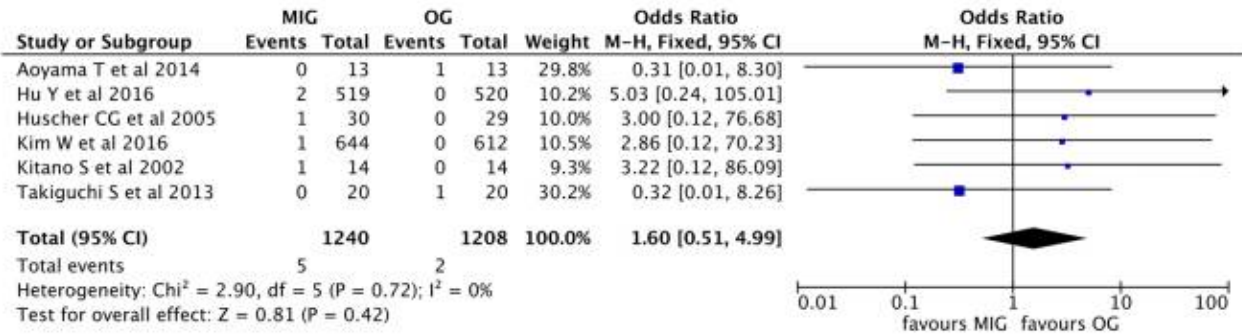 MIG OG Odds Ratio Odds Ratio
Study or Subgroup Events Total Events Total Weight M-H, Fixed, 95% CI M-H, Fixed, 95% CI
Aoyama T et al 2014 0 13 1 13 29.8% 0.31 [0.01, 8.30]
Hu Y et al 2016 2 519 0 520 10.2% 5.03 [0.24, 105.01]
Huscher CG et al 2005 1 30 0 29 10.0% 3.00 [0.12, 76.68]
Kim W et al 2016 1 644 0 612 10.5% 2.86 [0.12, 70.23]
Kitano S et al 2002 1 14 0 14 9.3% 3.22 [0.12, 86.09]
Takiguchi S et al 2013 0 20 1 20 30.2% 0.32 [0.01, 8.26]
Total (95% CI) 1240 1208 100.0% 1.60 [0.51, 4.99]
Total events 5 2
Heterogeneity: Chi² = 2.90, df = 5 (P = 0.72); I² = 0%
Test for overall effect: Z = 0.81 (P = 0.42)
0.01 0.1 1 10 100
favours MIG favours OG